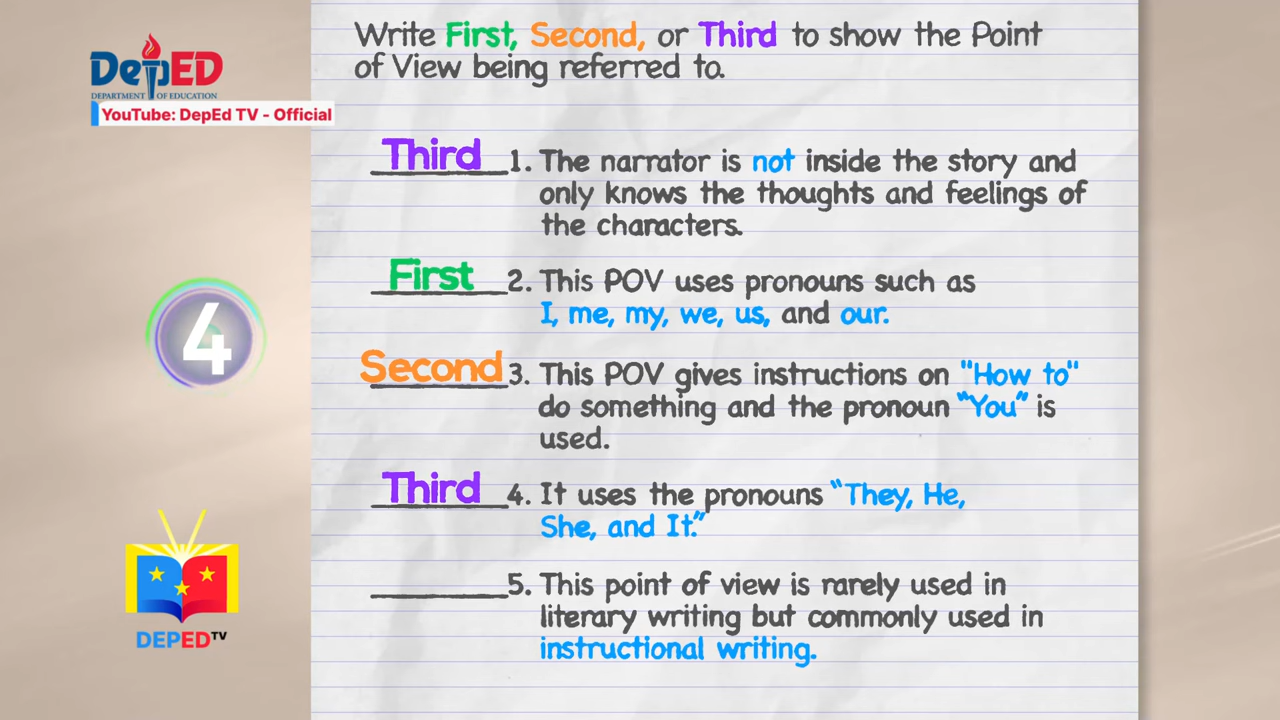 DepED
DEPARTMENT OF EDUCATION
YouTube: DepEd TV - Official
Write First, Second, or Third to show the Point
of View being referred to.
Third 1. The narrator is not inside the story and
only knows the thoughts and feelings of
the characters.
First 2. This POV uses pronouns such as
I, me, my, we, us, and our.
4
Second 3. This POV gives instructions on "How to"
do something and the pronoun "You" is
used.
Third 4. It uses the pronouns "They, He,
She, and It."
5. This point of view is rarely used in
literary writing but commonly used in
instructional writing.
DEPED TV